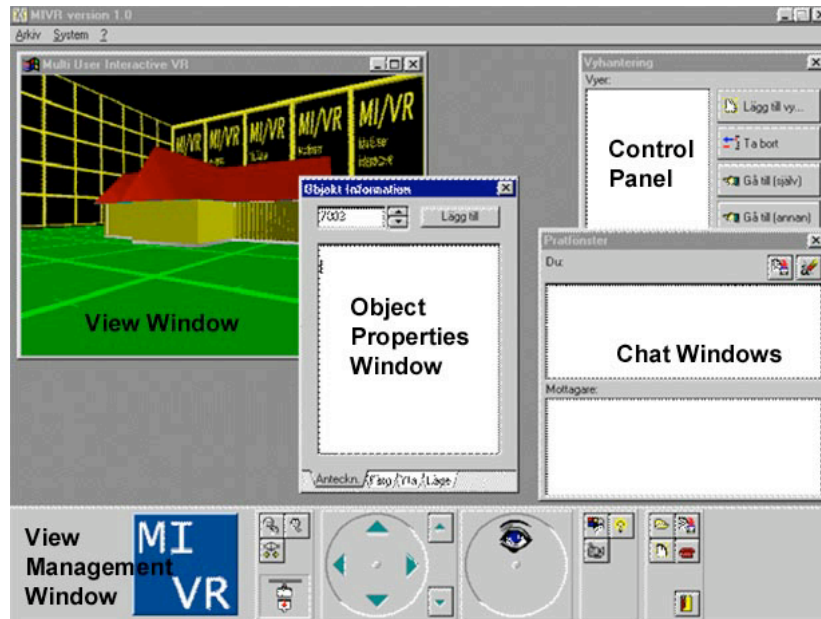 MIVR version 1.0
Arkiv System ?
Multi User Interactive VR
MI/VR MI/VR MI/VR MI/VR MI/VR
View Window
Objekt Information
7003 Lägg till
Object
Properties
Window
Anteckn. Färg Yta Läge
Vyhantering
Vyer:
Control
Panel
Lägg till vy...
Ta bort
Gå till (själv)
Gå till (annan)
Pratfönster
Du:
Chat Windows
Mottagare:
View
Management
Window
MI
VR